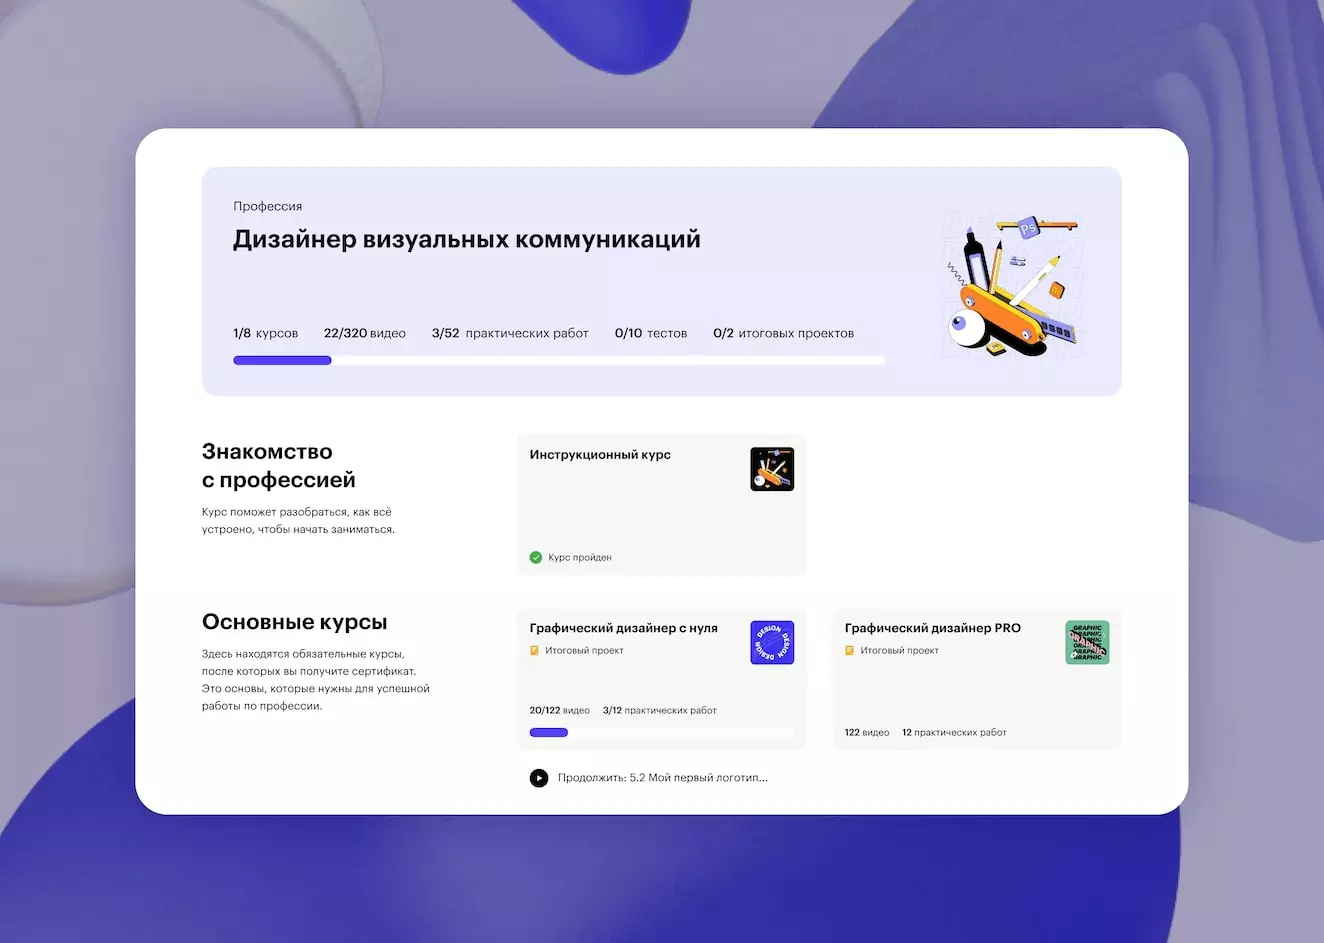 Профессия
Дизайнер визуальных коммуникаций
Ps
1/8 курсов 22/320 видео 3/52 практических работ 0/10 тестов 0/2 итоговых проектов
Знакомство
с профессией
Курс поможет разобраться, как всё
устроено, чтобы начать заниматься.
Инструкционный курс
Курс пройден
Основные курсы
Здесь находятся обязательные курсы,
после которых вы получите сертификат.
Это основы, которые нужны для успешной
работы по профессии.
Графический дизайнер с нуля
Итоговый проект
DESIGN DESIGN DESIGN
20/122 видео 3/12 практических работ
Продолжить: 5.2 Мой первый логотип...
Графический дизайнер PRO
Итоговый проект
GRAPHIC
GRAPHIC
GRAPHIC
122 видео 12 практических работ